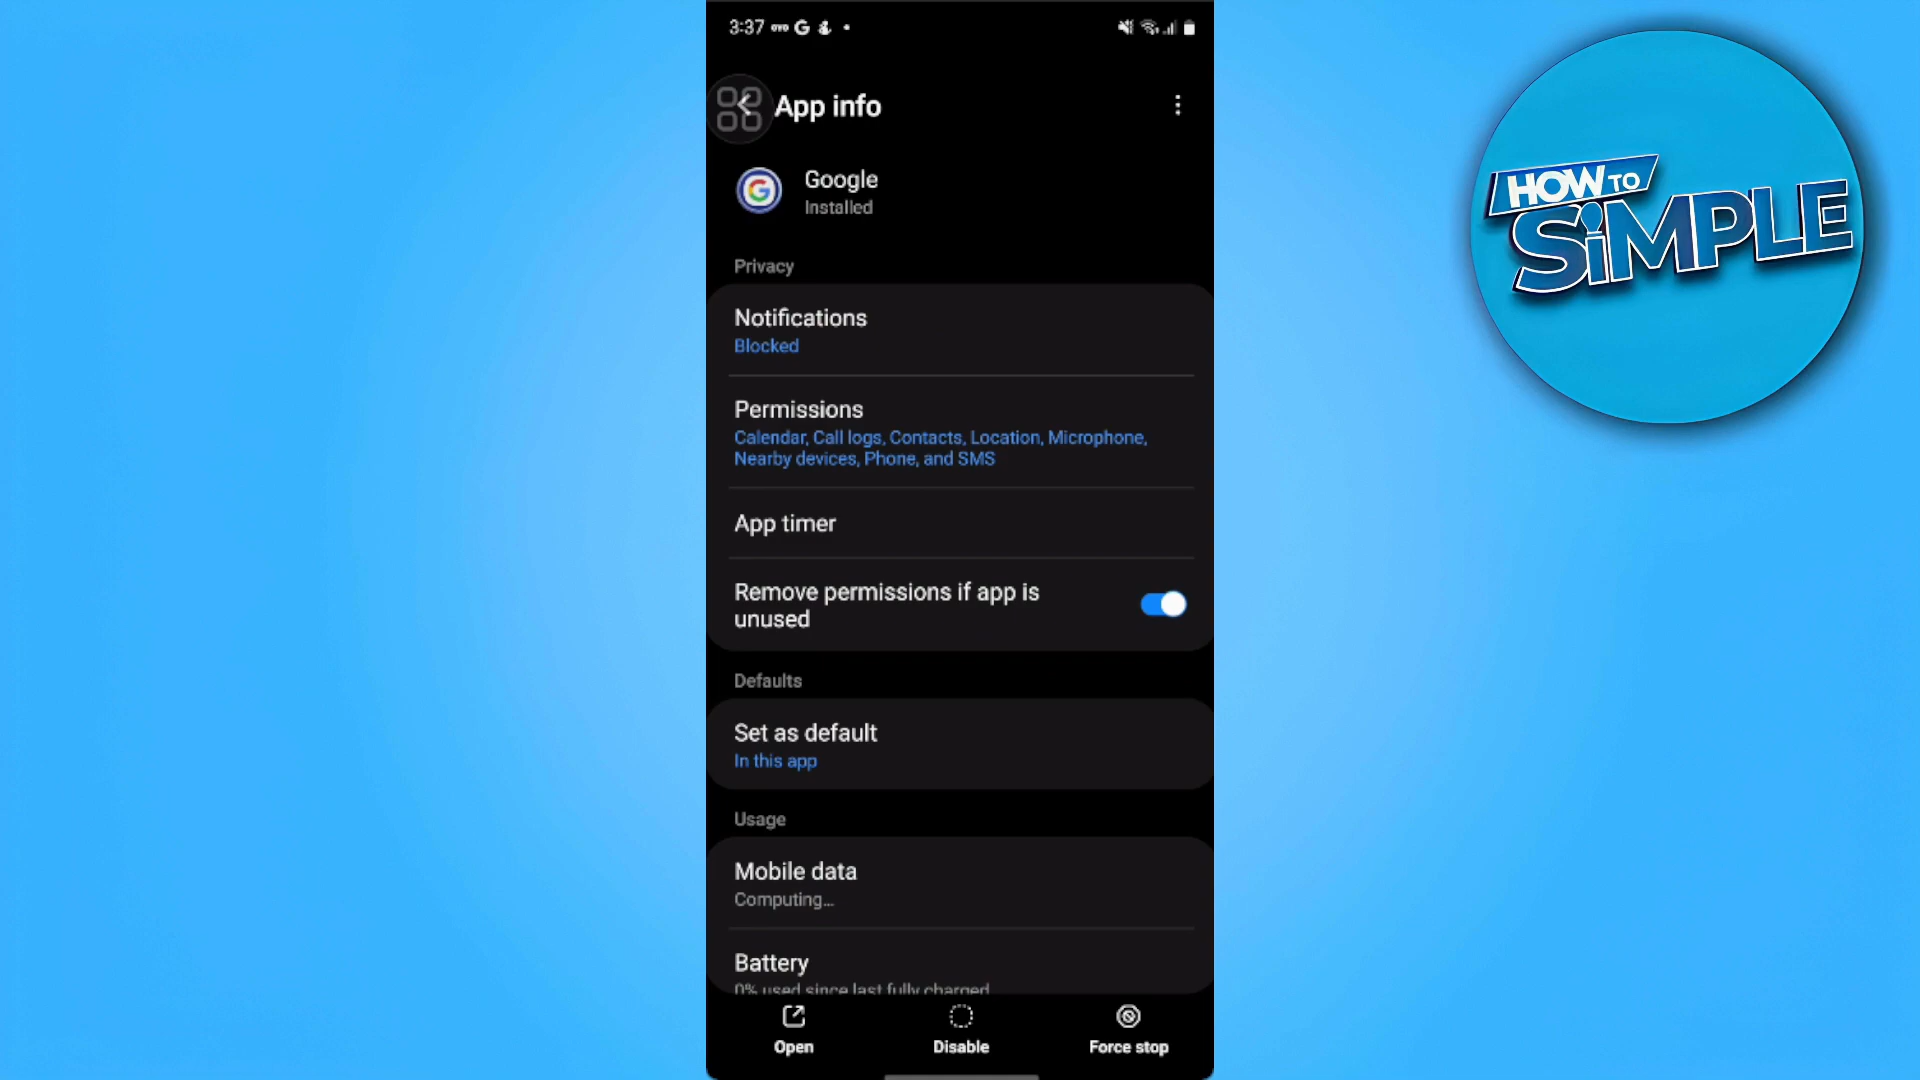 3:37
App info
Google
Installed
Privacy
Notifications
Blocked
Permissions
Calendar, Call logs, Contacts, Location, Microphone,
Nearby devices, Phone, and SMS
App timer
Remove permissions if app is
unused
Defaults
Set as default
In this app
Usage
Mobile data
Computing...
Battery
0% used since last fully charged
Open
Disable
Force stop
HOW TO
SiMPLE